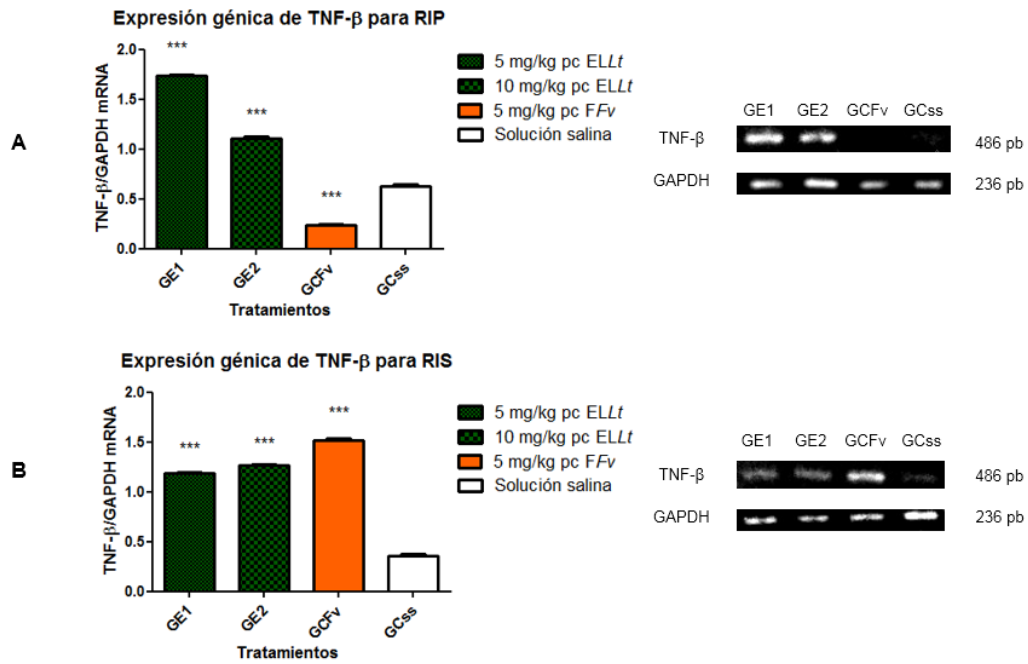 A
Expresión génica de TNF-β para RIP
TNF-β/GAPDH mRNA
2.0
1.5
1.0
0.5
0.0
***
***
***
GE1
GE2
GCFv
GCss
Tratamientos
5 mg/kg pc ELLt
10 mg/kg pc ELLt
5 mg/kg pc FFv
Solución salina
GE1 GE2 GCFv GCss
TNF-β 486 pb
GAPDH 236 pb
B
Expresión génica de TNF-β para RIS
TNF-β/GAPDH mRNA
2.0
1.5
1.0
0.5
0.0
***
***
***
GE1
GE2
GCFv
GCss
Tratamientos
5 mg/kg pc ELLt
10 mg/kg pc ELLt
5 mg/kg pc FFv
Solución salina
GE1 GE2 GCFv GCss
TNF-β 486 pb
GAPDH 236 pb